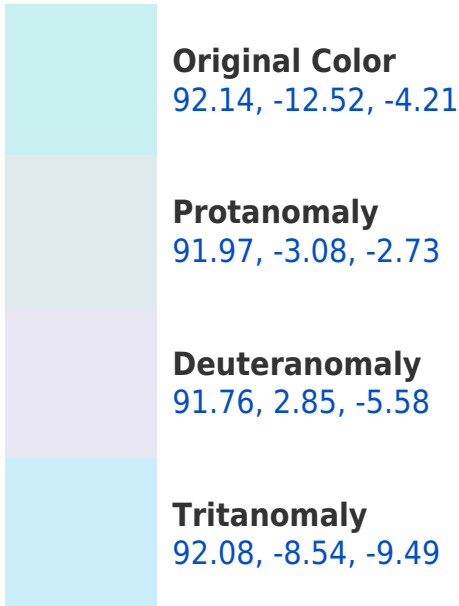 Original Color
92.14, -12.52, -4.21
Protanomaly
91.97, -3.08, -2.73
Deuteranomaly
91.76, 2.85, -5.58
Tritanomaly
92.08, -8.54, -9.49